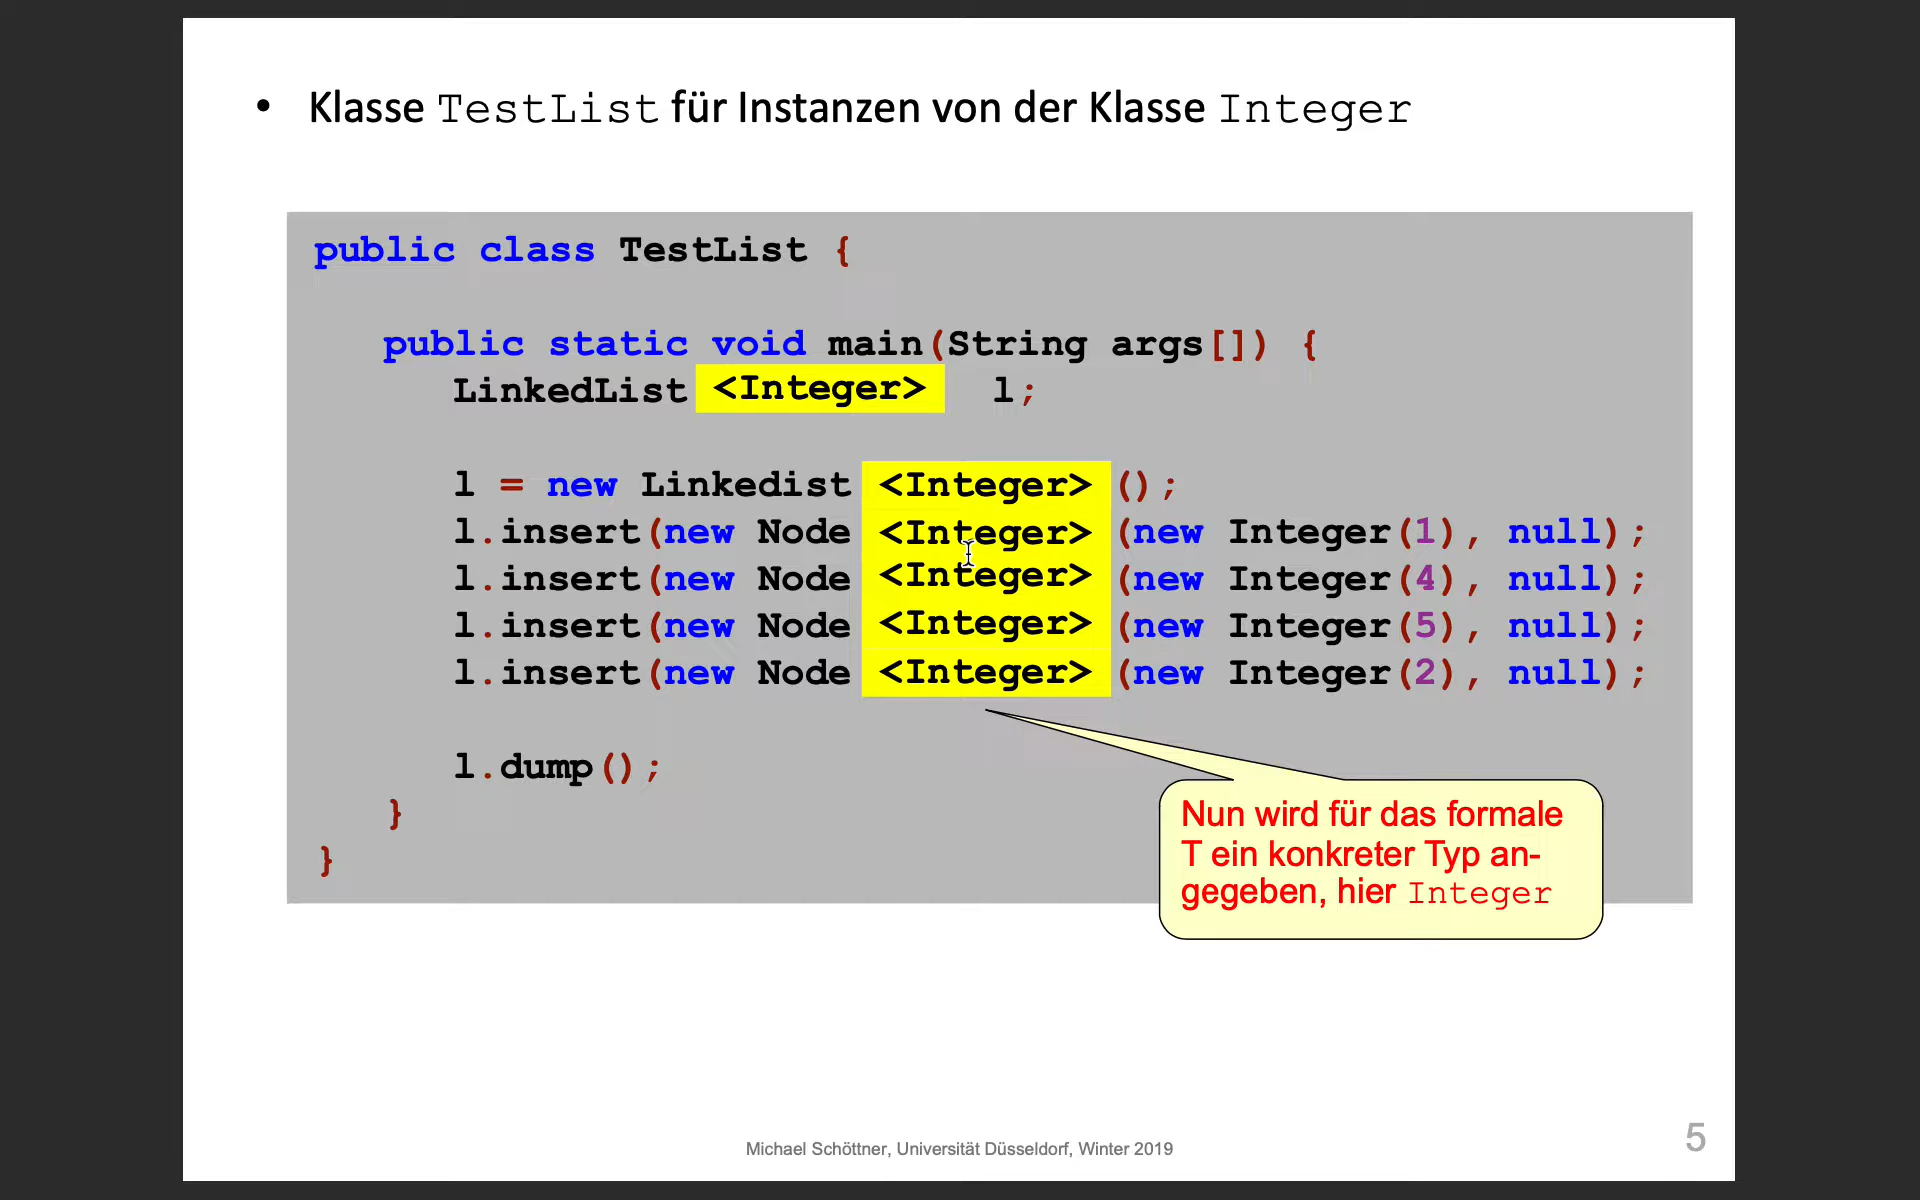 • Klasse TestList für Instanzen von der Klasse Integer
public class TestList {
public static void main(String args[]) {
LinkedList <Integer> l;
l = new Linkedist <Integer> ();
l.insert(new Node <Integer> (new Integer(1), null);
l.insert(new Node <Integer> (new Integer(4), null);
l.insert(new Node <Integer> (new Integer(5), null);
l.insert(new Node <Integer> (new Integer(2), null);
l.dump();
}
}
Nun wird für das formale
T ein konkreter Typ an-
gegeben, hier Integer
Michael Schöttner, Universität Düsseldorf, Winter 2019
5